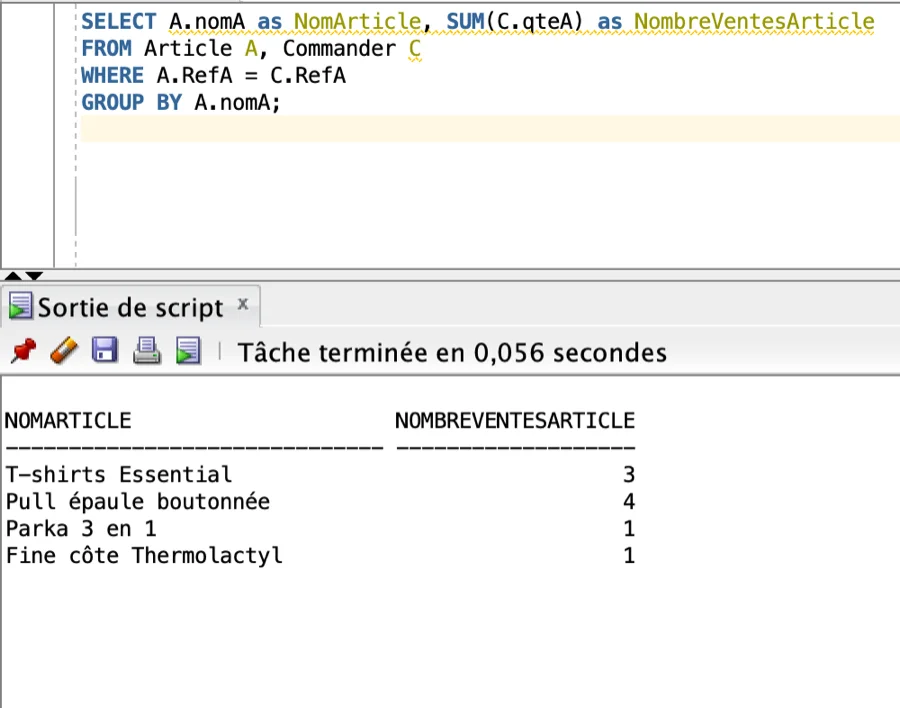 SELECT A.nomA as NomArticle, SUM(C.qteA) as NombreVentesArticle
FROM Article A, Commander C
WHERE A.RefA = C.RefA
GROUP BY A.nomA;
Sortie de script x
Tâche terminée en 0,056 secondes
NOMARTICLE NOMBREVENTESARTICLE
------------------------------ -------------------
T-shirts Essential 3
Pull épaule boutonnée 4
Parka 3 en 1 1
Fine côte Thermolactyl 1